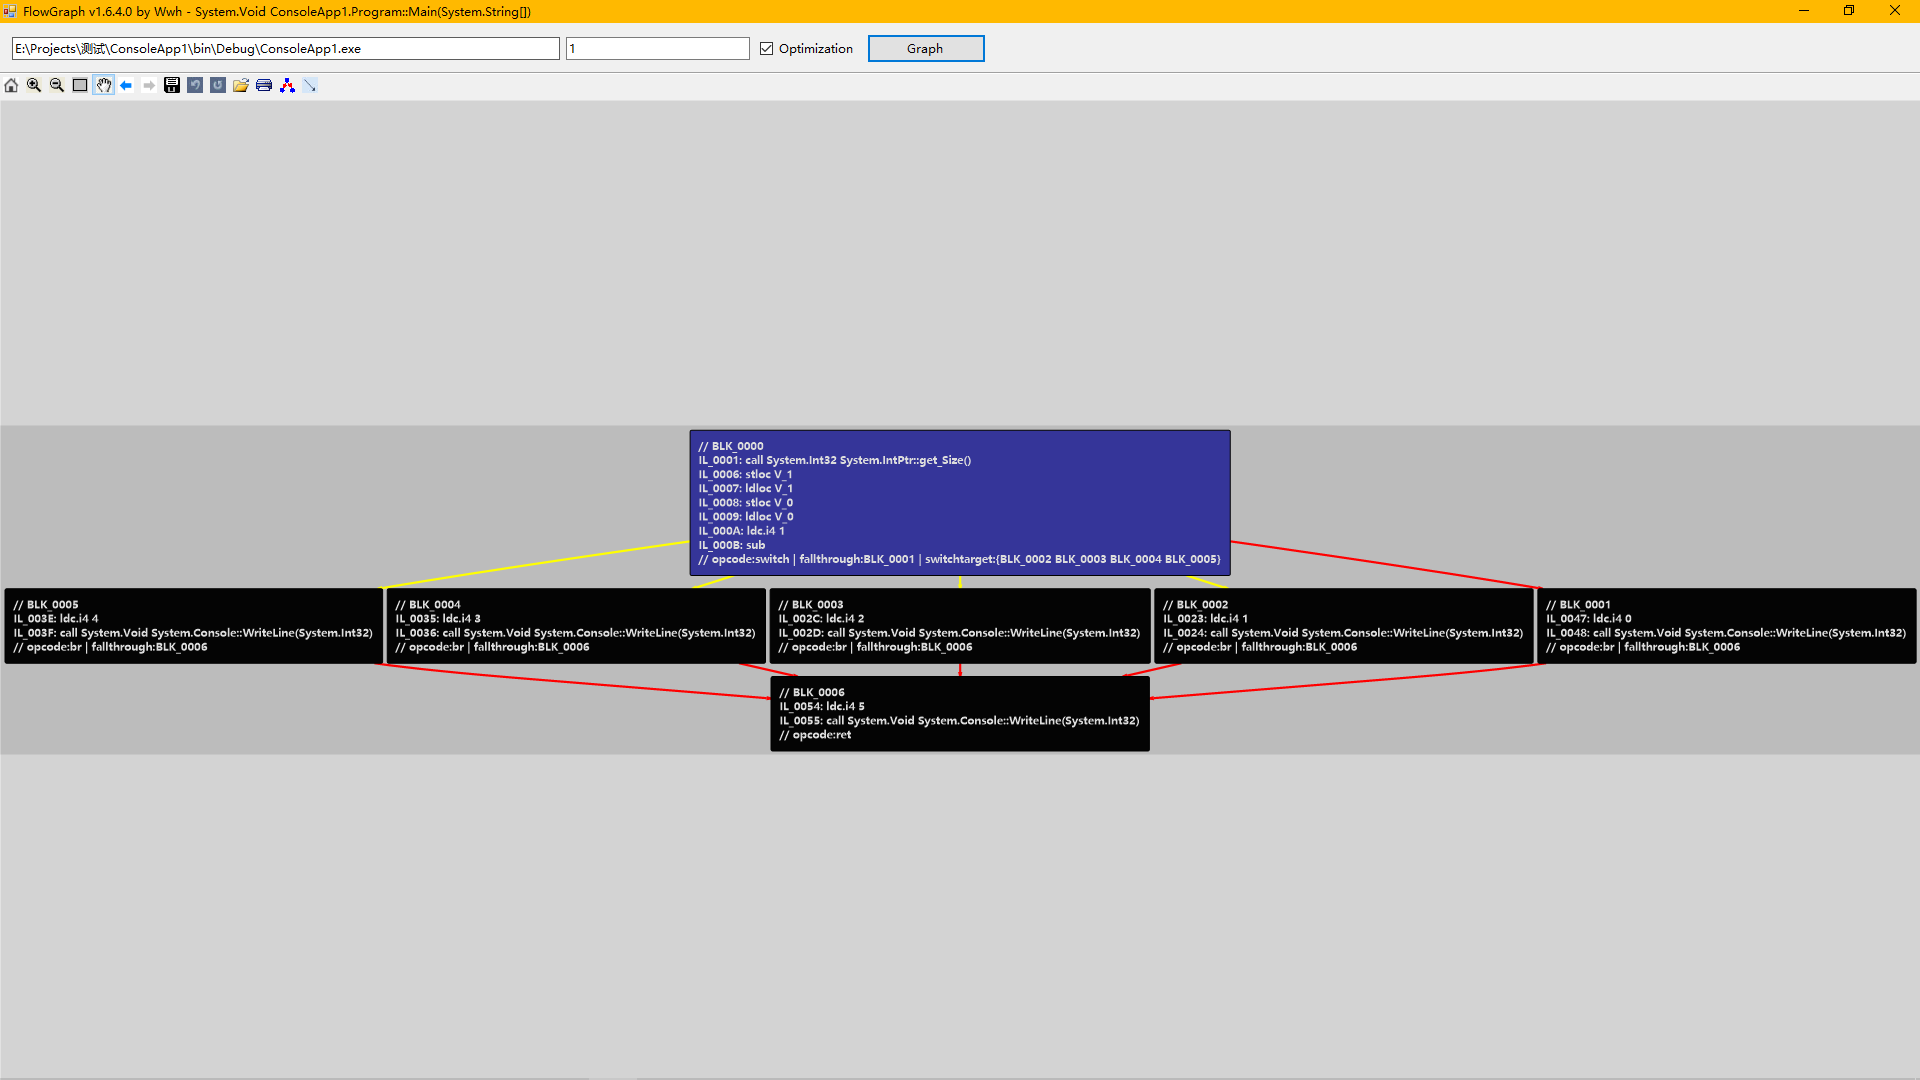 FlowGraph v1.6.4.0 by Wwh - System.Void ConsoleApp1.Program::Main(System.String[])
E:\Projects\测试\ConsoleApp1\bin\Debug\ConsoleApp1.exe
1
Optimization
Graph
// BLK_0000
IL_0001: call System.Int32 System.IntPtr::get_Size()
IL_0006: stloc V_1
IL_0007: ldloc V_1
IL_0008: stloc V_0
IL_0009: ldloc V_0
IL_000A: ldc.i4 1
IL_000B: sub
// opcode:switch | fallthrough:BLK_0001 | switchtarget:{BLK_0002 BLK_0003 BLK_0004 BLK_0005}
// BLK_0005
IL_003E: ldc.i4 4
IL_003F: call System.Void System.Console::WriteLine(System.Int32)
// opcode:br | fallthrough:BLK_0006
// BLK_0004
IL_0035: ldc.i4 3
IL_0036: call System.Void System.Console::WriteLine(System.Int32)
// opcode:br | fallthrough:BLK_0006
// BLK_0003
IL_002C: ldc.i4 2
IL_002D: call System.Void System.Console::WriteLine(System.Int32)
// opcode:br | fallthrough:BLK_0006
// BLK_0002
IL_0023: ldc.i4 1
IL_0024: call System.Void System.Console::WriteLine(System.Int32)
// opcode:br | fallthrough:BLK_0006
// BLK_0001
IL_0047: ldc.i4 0
IL_0048: call System.Void System.Console::WriteLine(System.Int32)
// opcode:br | fallthrough:BLK_0006
// BLK_0006
IL_0054: ldc.i4 5
IL_0055: call System.Void System.Console::WriteLine(System.Int32)
// opcode:ret